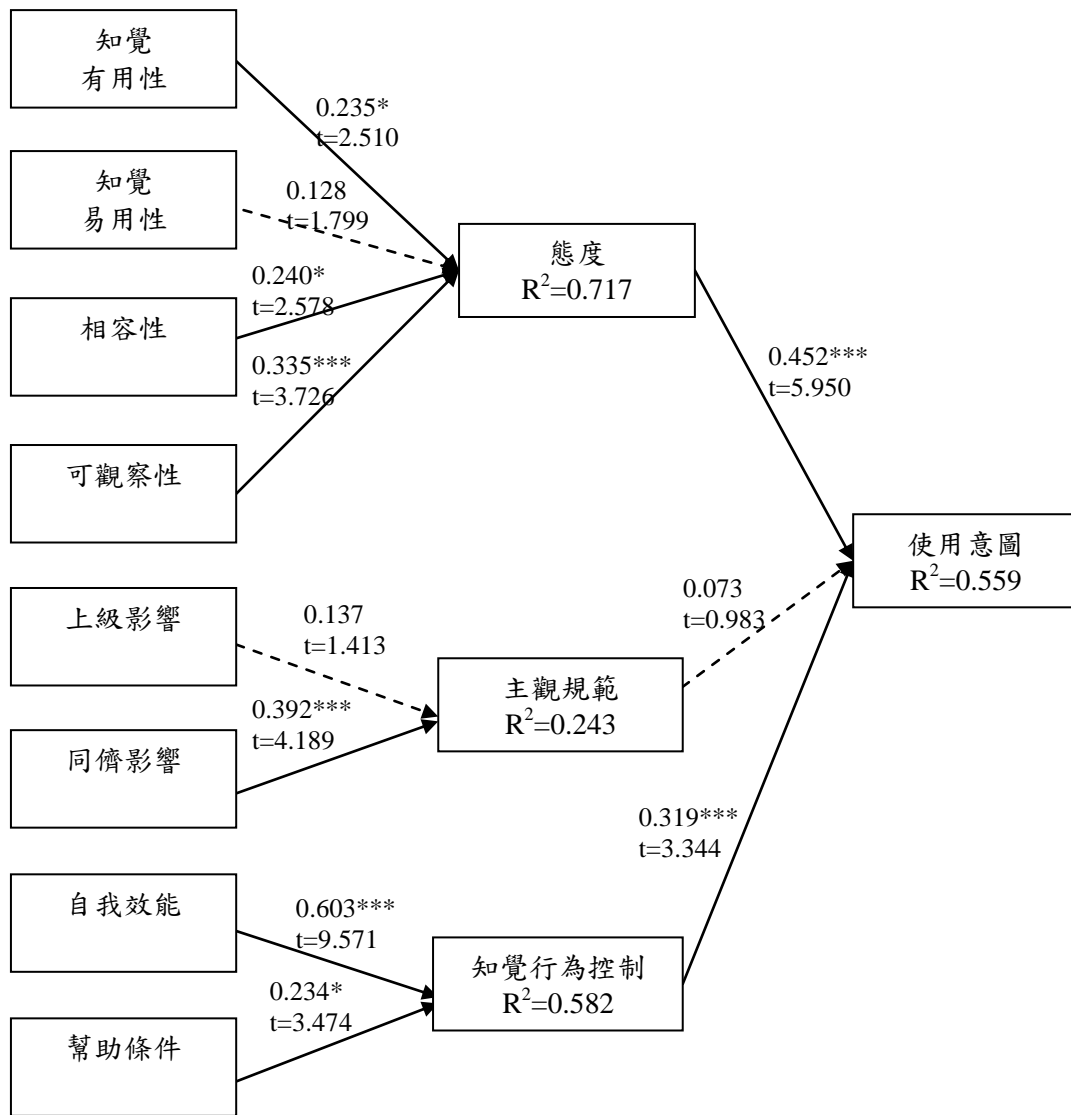 知覺
有用性
0.235*
t=2.510
知覺
易用性
0.128
t=1.799
態度
R²=0.717
相容性
0.240*
t=2.578
0.335***
t=3.726
0.452***
t=5.950
可觀察性
使用意圖
R²=0.559
上級影響
0.137
t=1.413
0.073
t=0.983
主觀規範
R²=0.243
同儕影響
0.392***
t=4.189
0.319***
t=3.344
自我效能
0.603***
t=9.571
知覺行為控制
R²=0.582
0.234*
t=3.474
幫助條件